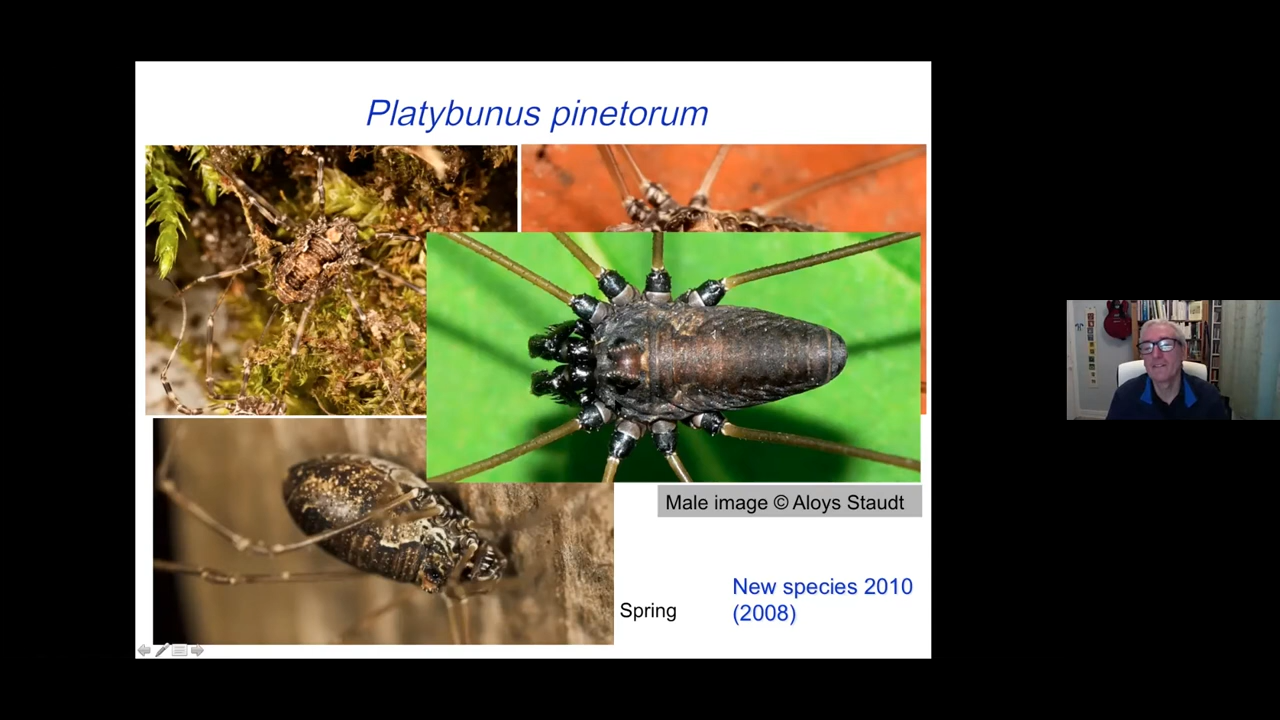 Platybunus pinetorum
Male image © Aloys Staudt
New species 2010
(2008)
Spring